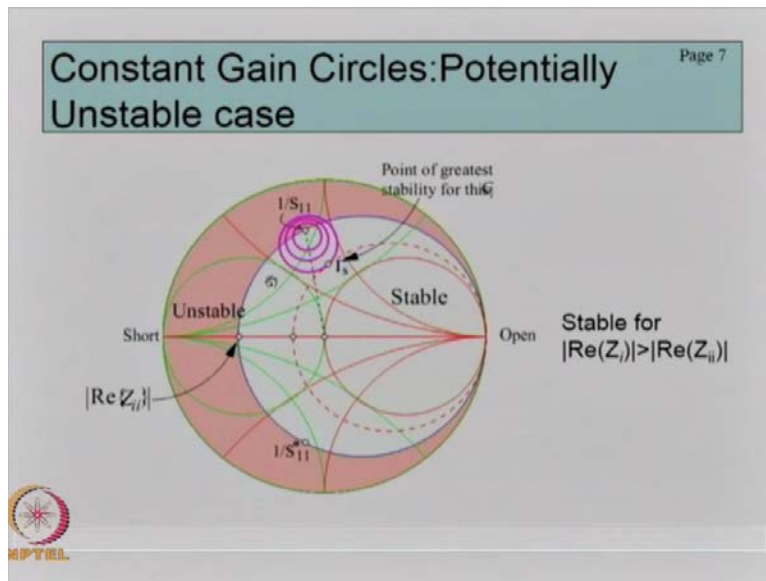 Constant Gain Circles:Potentially
Unstable case
Page 7
Point of greatest
stability for this G
1/S11
Γs
Unstable
Stable
Short
Open
Stable for
|Re(Zi)|>|Re(Zii)|
|Re{Zii}|
1/S11*
NPTEL